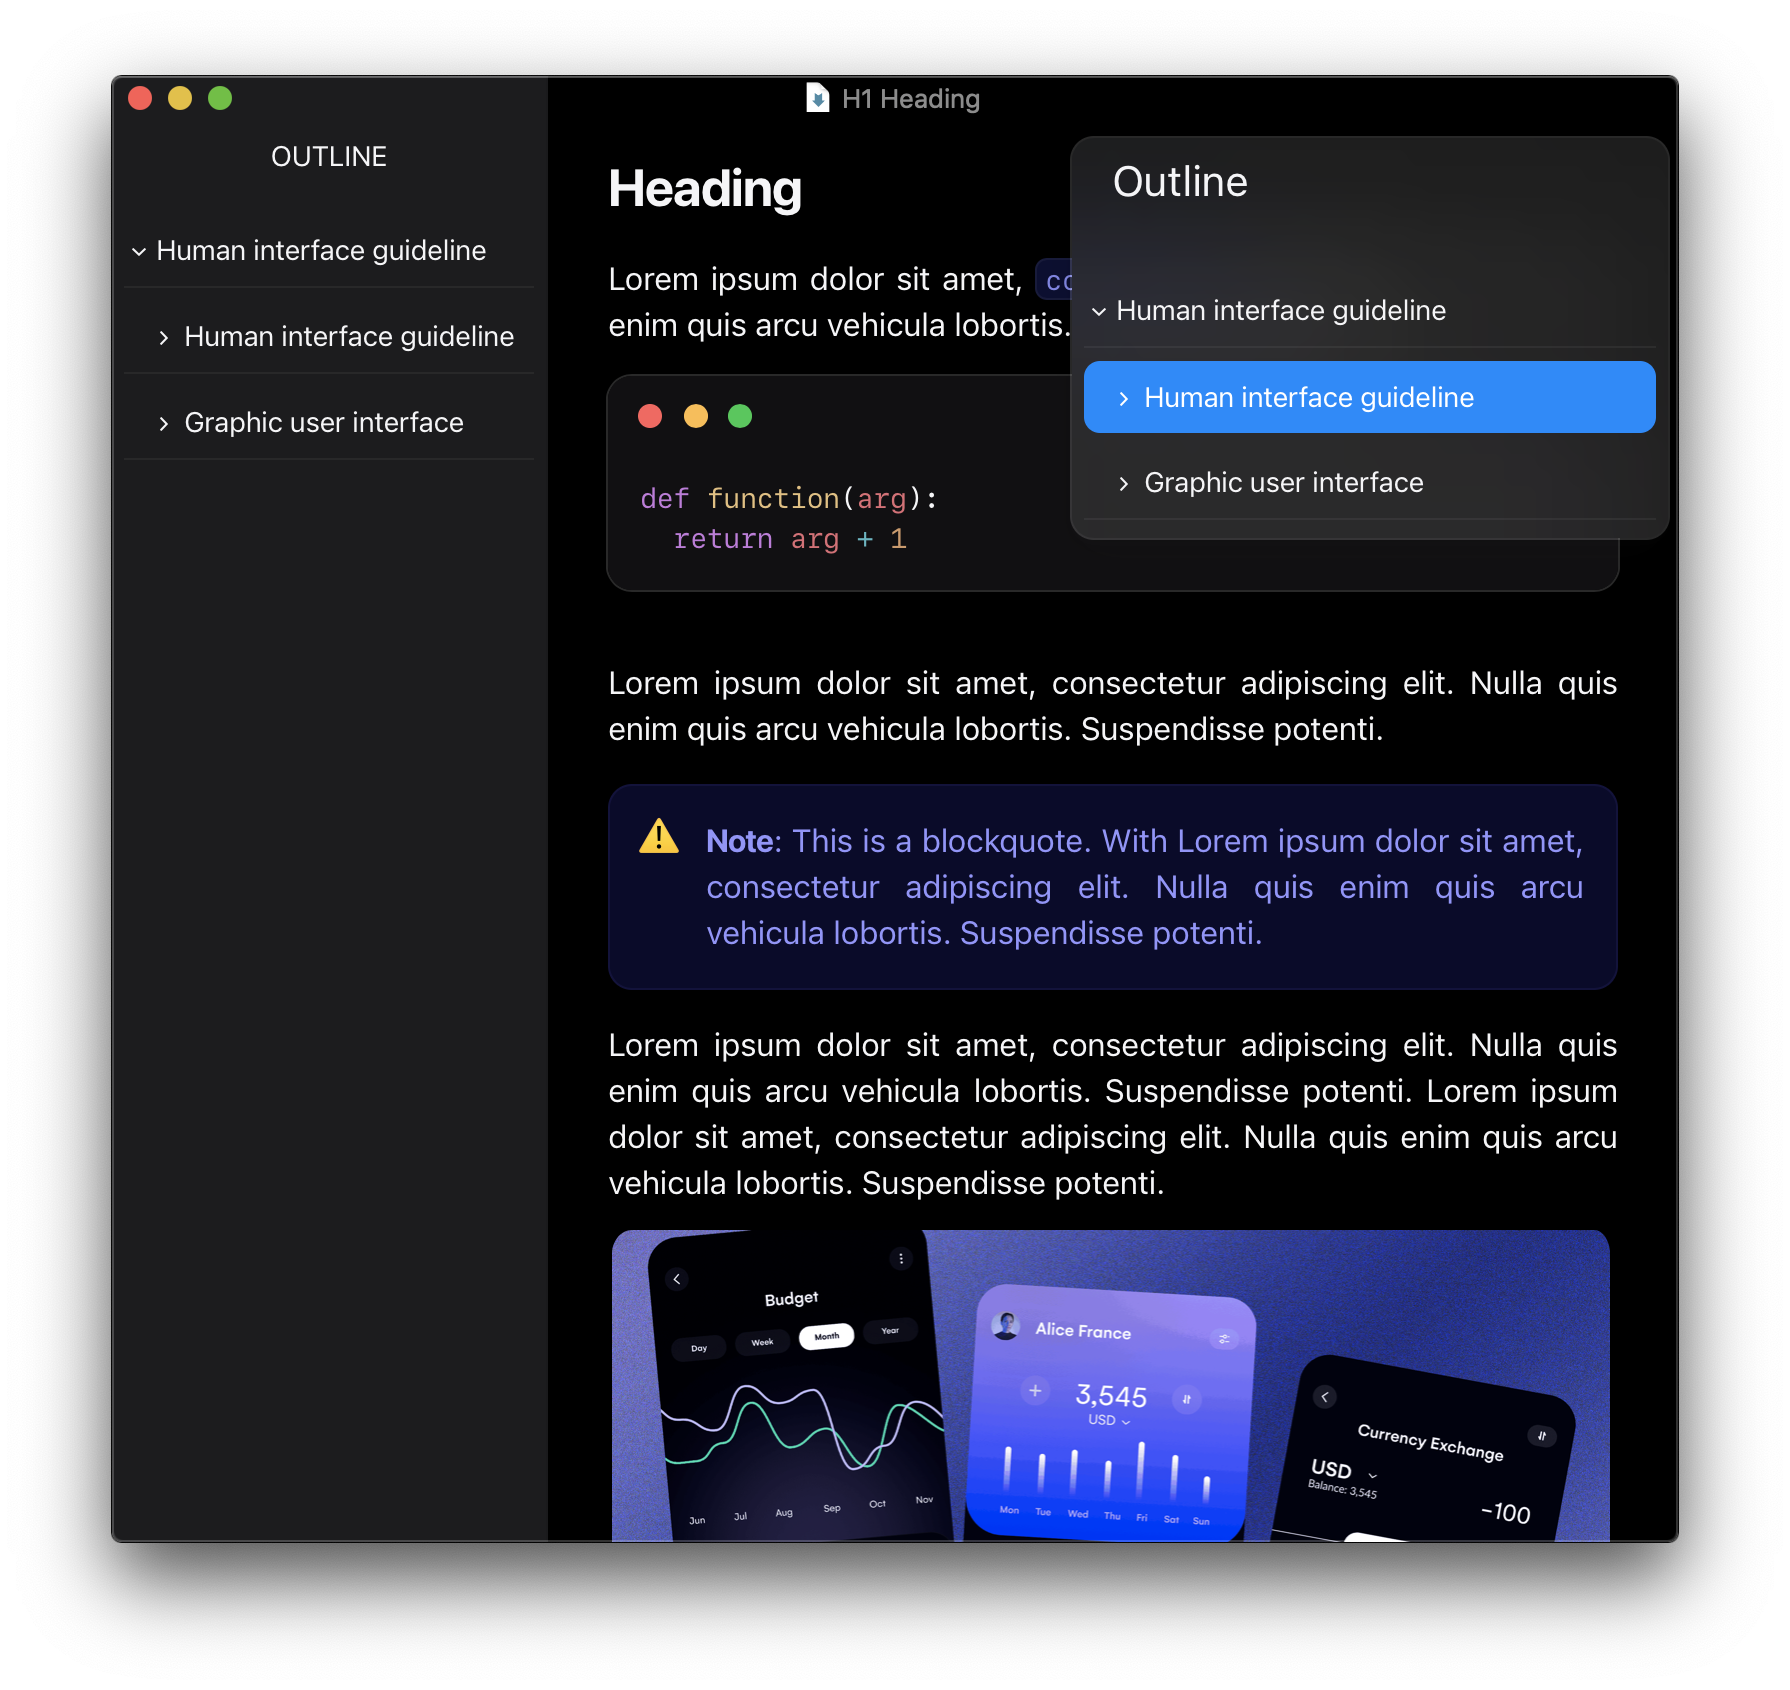 H1 Heading
OUTLINE
Human interface guideline
Human interface guideline
Graphic user interface
Heading
Lorem ipsum dolor sit amet,
enim quis arcu vehicula lobortis.
def function(arg):
return arg + 1
Outline
Human interface guideline
Human interface guideline
Graphic user interface
Lorem ipsum dolor sit amet, consectetur adipiscing elit. Nulla quis
enim quis arcu vehicula lobortis. Suspendisse potenti.
Note: This is a blockquote. With Lorem ipsum dolor sit amet,
consectetur adipiscing elit. Nulla quis enim quis arcu
vehicula lobortis. Suspendisse potenti.
Lorem ipsum dolor sit amet, consectetur adipiscing elit. Nulla quis
enim quis arcu vehicula lobortis. Suspendisse potenti. Lorem ipsum
dolor sit amet, consectetur adipiscing elit. Nulla quis enim quis arcu
vehicula lobortis. Suspendisse potenti.
Budget
Day Week Month Year
Jun Jul Aug Sep Oct Nov
Alice France
+ 3,545
USD
Mon Tue Wed Thu Fri Sat Sun
Currency Exchange
USD
Balance: 3,545
−100